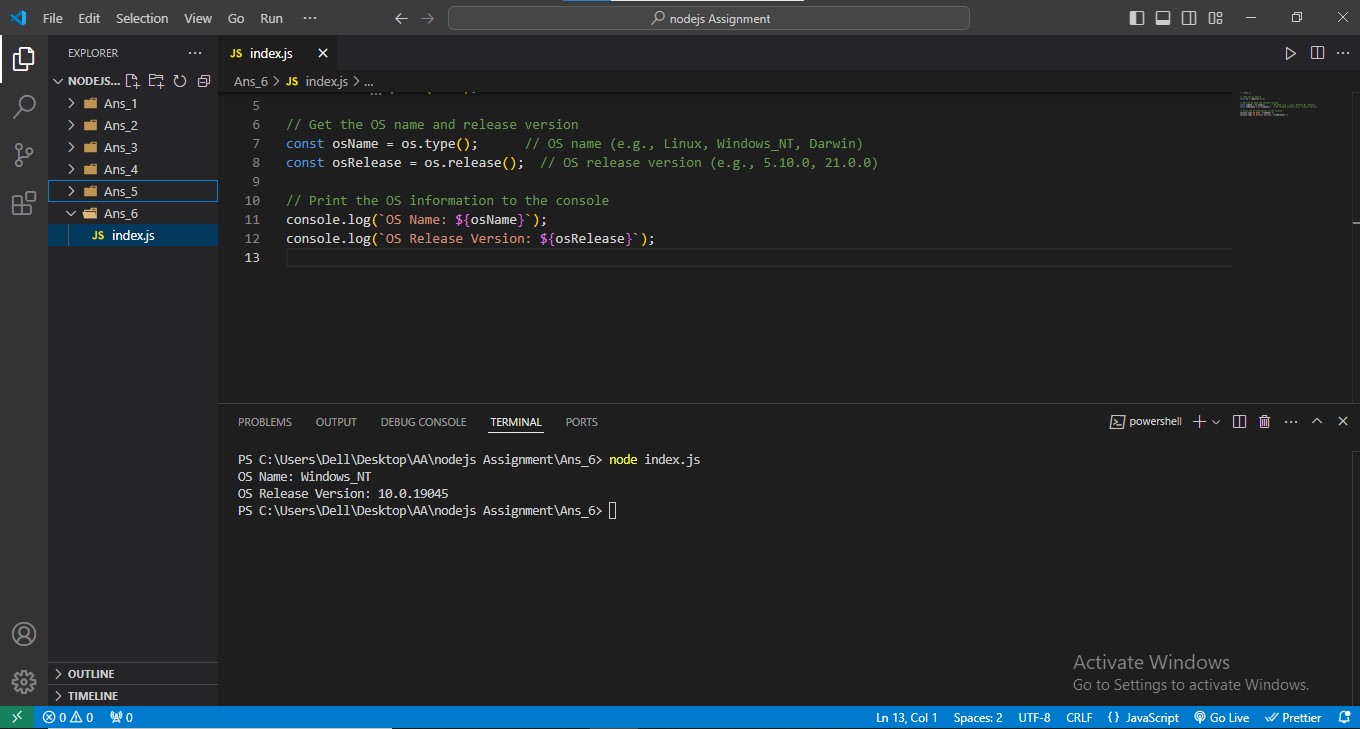 File Edit Selection View Go Run ···
nodejs Assignment
EXPLORER ···
NODEJS...
Ans_1
Ans_2
Ans_3
Ans_4
Ans_5
Ans_6
JS index.js
OUTLINE
TIMELINE
JS index.js
Ans_6 > JS index.js > ...
5
6 // Get the OS name and release version
7 const osName = os.type(); // OS name (e.g., Linux, Windows_NT, Darwin)
8 const osRelease = os.release(); // OS release version (e.g., 5.10.0, 21.0.0)
9
10 // Print the OS information to the console
11 console.log(`OS Name: ${osName}`);
12 console.log(`OS Release Version: ${osRelease}`);
13
PROBLEMS OUTPUT DEBUG CONSOLE TERMINAL PORTS
powershell
PS C:\Users\Dell\Desktop\AA\nodejs Assignment\Ans_6> node index.js
OS Name: Windows_NT
OS Release Version: 10.0.19045
PS C:\Users\Dell\Desktop\AA\nodejs Assignment\Ans_6>
Activate Windows
Go to Settings to activate Windows.
0 0 0 Ln 13, Col 1 Spaces: 2 UTF-8 CRLF {} JavaScript Go Live Prettier